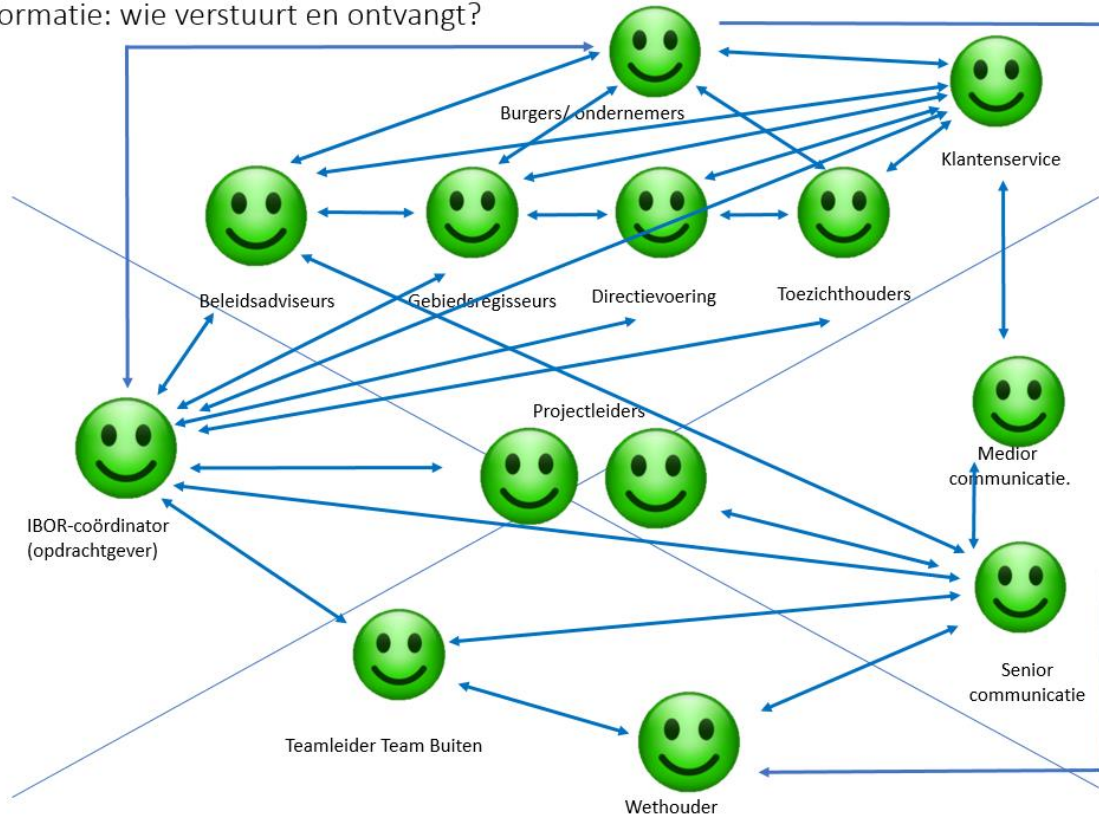 ormatie: wie verstuurt en ontvangt?
Burgers/ ondernemers
Klantenservice
Beleidsadviseurs
Gebiedsregisseurs
Directievoering
Toezichthouders
Projectleiders
Medior
communicatie.
IBOR-coördinator
(opdrachtgever)
Senior
communicatie
Teamleider Team Buiten
Wethouder